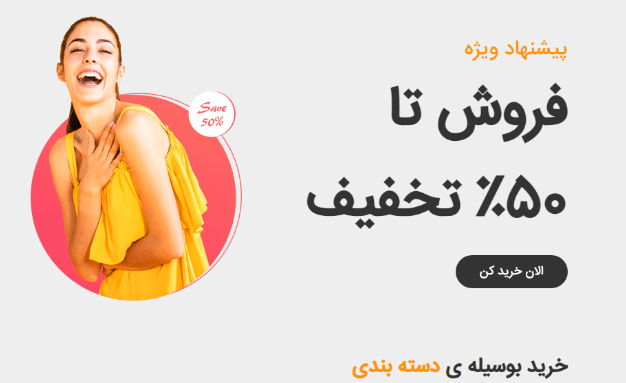 پیشنهاد ویژه
فروش تا
۵۰٪ تخفیف
الان خرید کن
Save
50%
خرید بوسیله ی دسته بندی